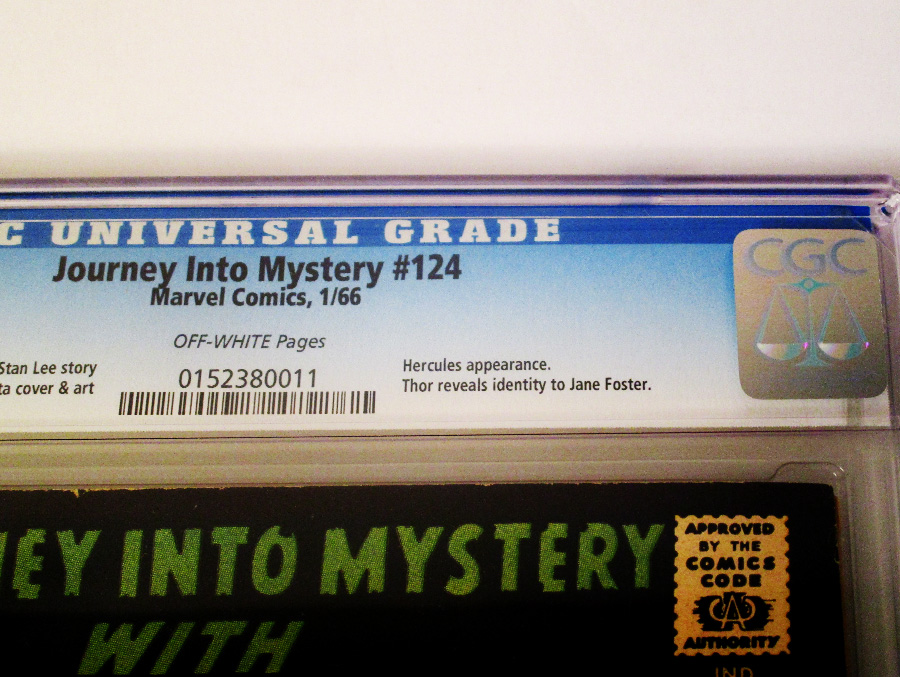 C UNIVERSAL GRADE
Journey Into Mystery #124
Marvel Comics, 1/66
OFF-WHITE Pages
Stan Lee story
ta cover & art
0152380011
Hercules appearance.
Thor reveals identity to Jane Foster.
CGC
NEY INTO MYSTERY
WITH
APPROVED
BY THE
COMICS
CODE
CA
AUTHORITY
IND